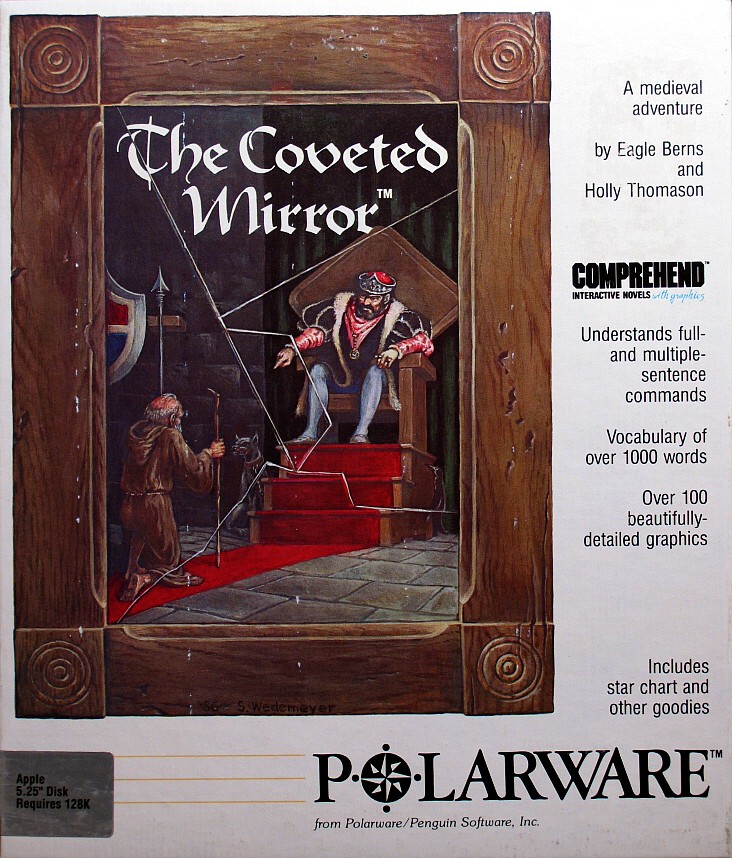 The Coveted
Mirror™
A medieval
adventure
by Eagle Berns
and
Holly Thomason
COMPREHEND™
INTERACTIVE NOVELS with graphics
Understands full-
and multiple-
sentence
commands
Vocabulary of
over 1000 words
Over 100
beautifully-
detailed graphics
Includes
star chart and
other goodies
'86 S. Wedemeyer
Apple
5.25" Disk
Requires 128K
POLARWARE™
from Polarware/Penguin Software, Inc.